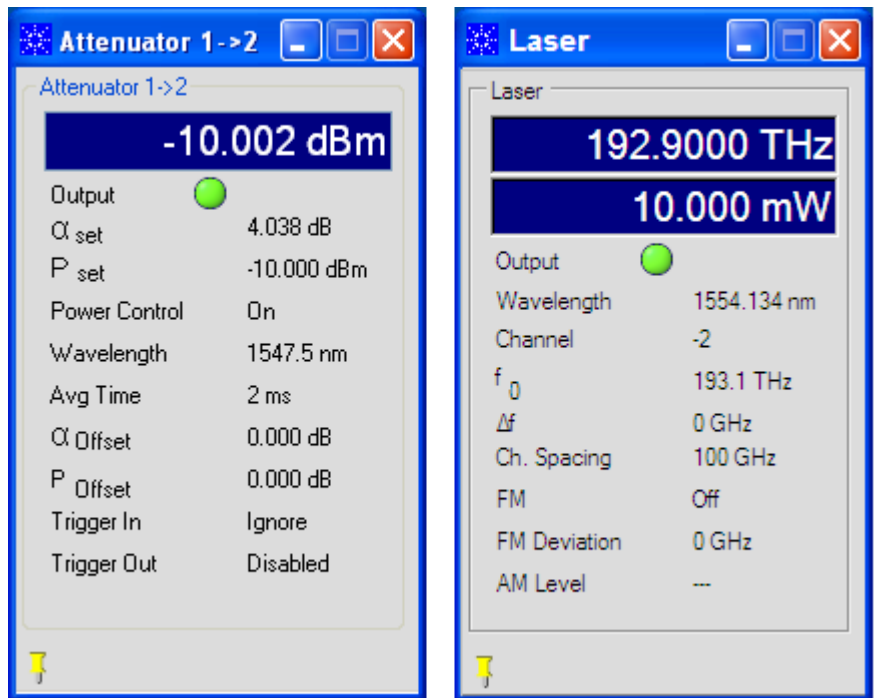 Attenuator 1->2
Attenuator 1->2
-10.002 dBm
Output
α set 4.038 dB
P set -10.000 dBm
Power Control On
Wavelength 1547.5 nm
Avg Time 2 ms
α Offset 0.000 dB
P Offset 0.000 dB
Trigger In Ignore
Trigger Out Disabled
Laser
Laser
192.9000 THz
10.000 mW
Output
Wavelength 1554.134 nm
Channel -2
f 0 193.1 THz
Δf 0 GHz
Ch. Spacing 100 GHz
FM Off
FM Deviation 0 GHz
AM Level ---